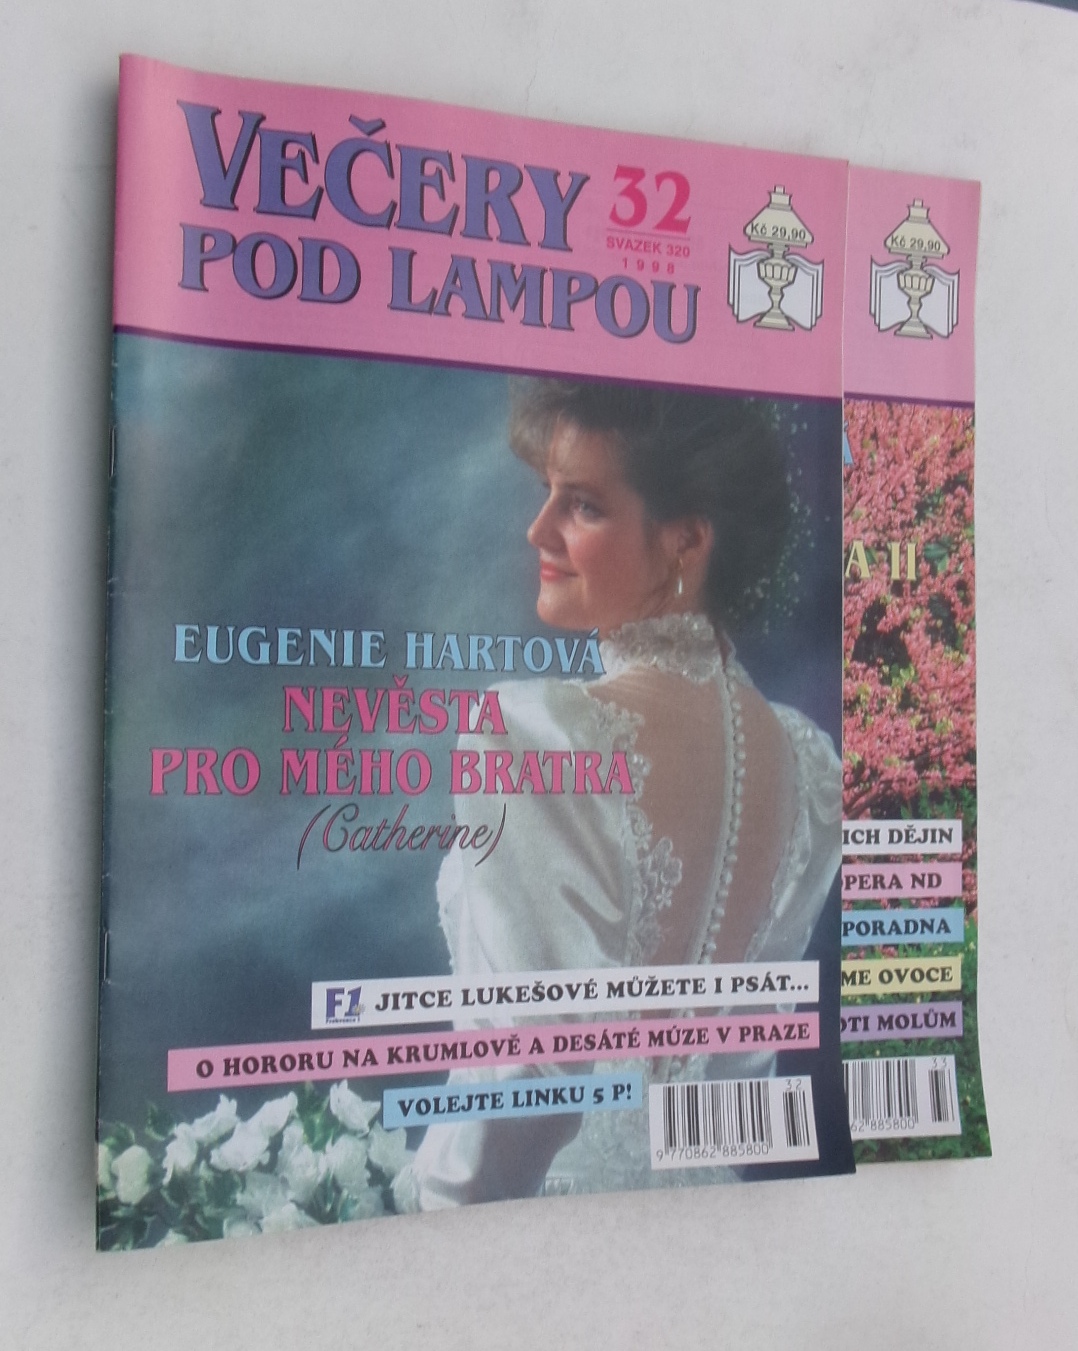 VEČERY
POD LAMPOU
32
SVAZEK 320
1998
Kč 29,90
Kč 29,90
EUGENIE HARTOVÁ
NEVĚSTA
PRO MÉHO BRATRA
(Catherine)
F1 JITCE LUKEŠOVÉ MŮŽETE I PSÁT...
O HORORU NA KRUMLOVĚ A DESÁTÉ MÚZE V PRAZE
VOLEJTE LINKU 5 P!
32
9 770862 885800
A
A II
ICH DĚJIN
PERA ND
PORADNA
ME OVOCE
OTI MOLŮM
33
62 885800